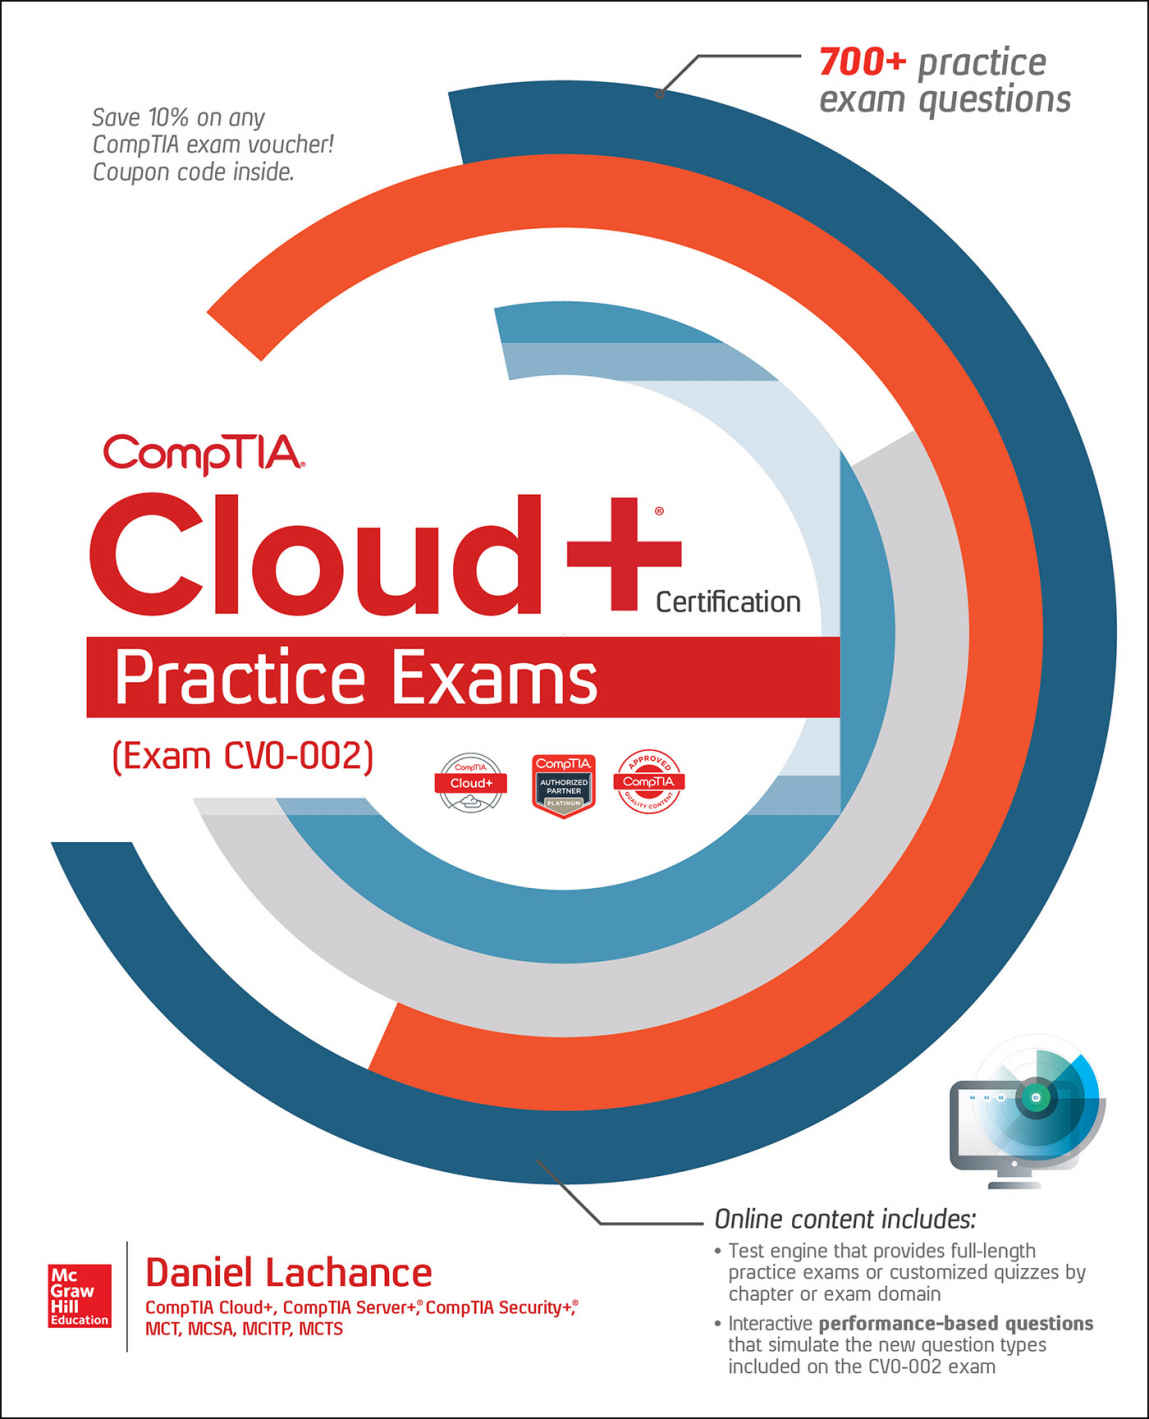 700+ practice
exam questions
Save 10% on any
CompTIA exam voucher!
Coupon code inside.
CompTIA®
Cloud+®
Certification
Practice Exams
(Exam CV0-002)
CompTIA
Cloud+
CompTIA
AUTHORIZED
PARTNER
PLATINUM
APPROVED
CompTIA
QUALITY CONTENT
Online content includes:
• Test engine that provides full-length
practice exams or customized quizzes by
chapter or exam domain
• Interactive performance-based questions
that simulate the new question types
included on the CV0-002 exam
Mc
Graw
Hill
Education
Daniel Lachance
CompTIA Cloud+, CompTIA Server+,® CompTIA Security+,®
MCT, MCSA, MCITP, MCTS